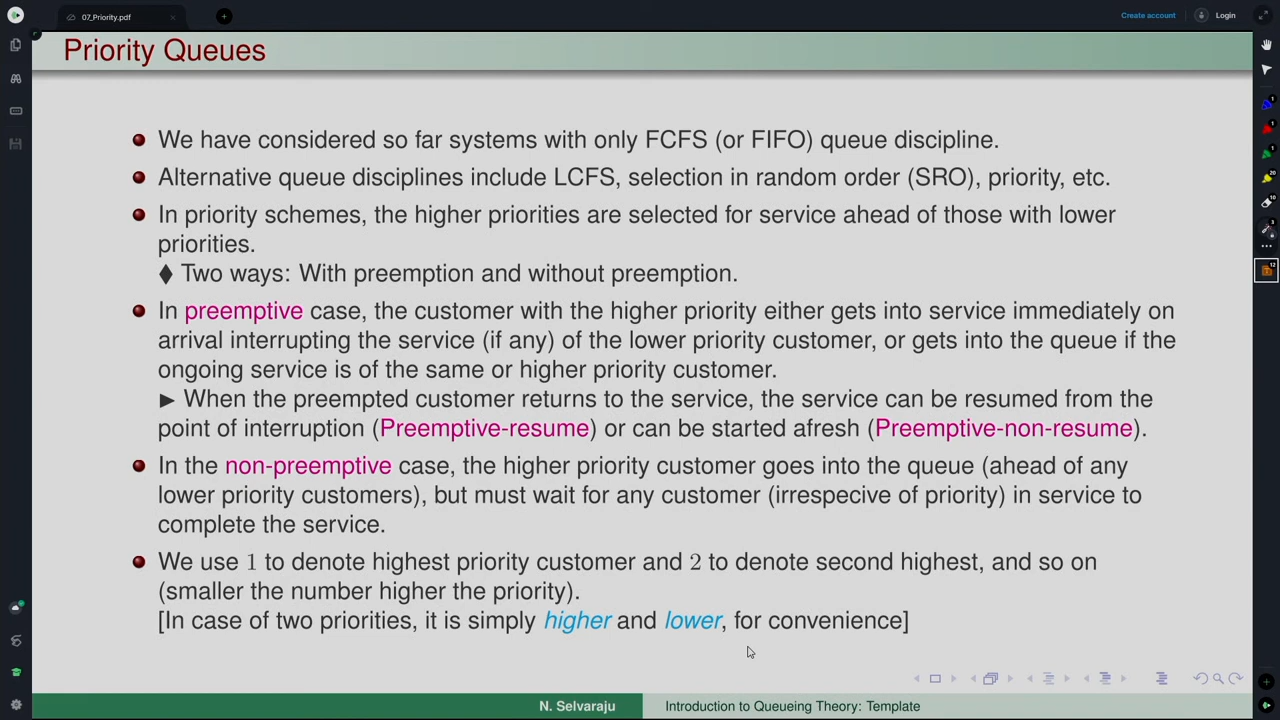 07_Priority.pdf
Create account
Login
Priority Queues
We have considered so far systems with only FCFS (or FIFO) queue discipline.
Alternative queue disciplines include LCFS, selection in random order (SRO), priority, etc.
In priority schemes, the higher priorities are selected for service ahead of those with lower
priorities.
♦ Two ways: With preemption and without preemption.
In preemptive case, the customer with the higher priority either gets into service immediately on
arrival interrupting the service (if any) of the lower priority customer, or gets into the queue if the
ongoing service is of the same or higher priority customer.
► When the preempted customer returns to the service, the service can be resumed from the
point of interruption (Preemptive-resume) or can be started afresh (Preemptive-non-resume).
In the non-preemptive case, the higher priority customer goes into the queue (ahead of any
lower priority customers), but must wait for any customer (irrespecive of priority) in service to
complete the service.
We use 1 to denote highest priority customer and 2 to denote second highest, and so on
(smaller the number higher the priority).
[In case of two priorities, it is simply higher and lower, for convenience]
N. Selvaraju
Introduction to Queueing Theory: Template